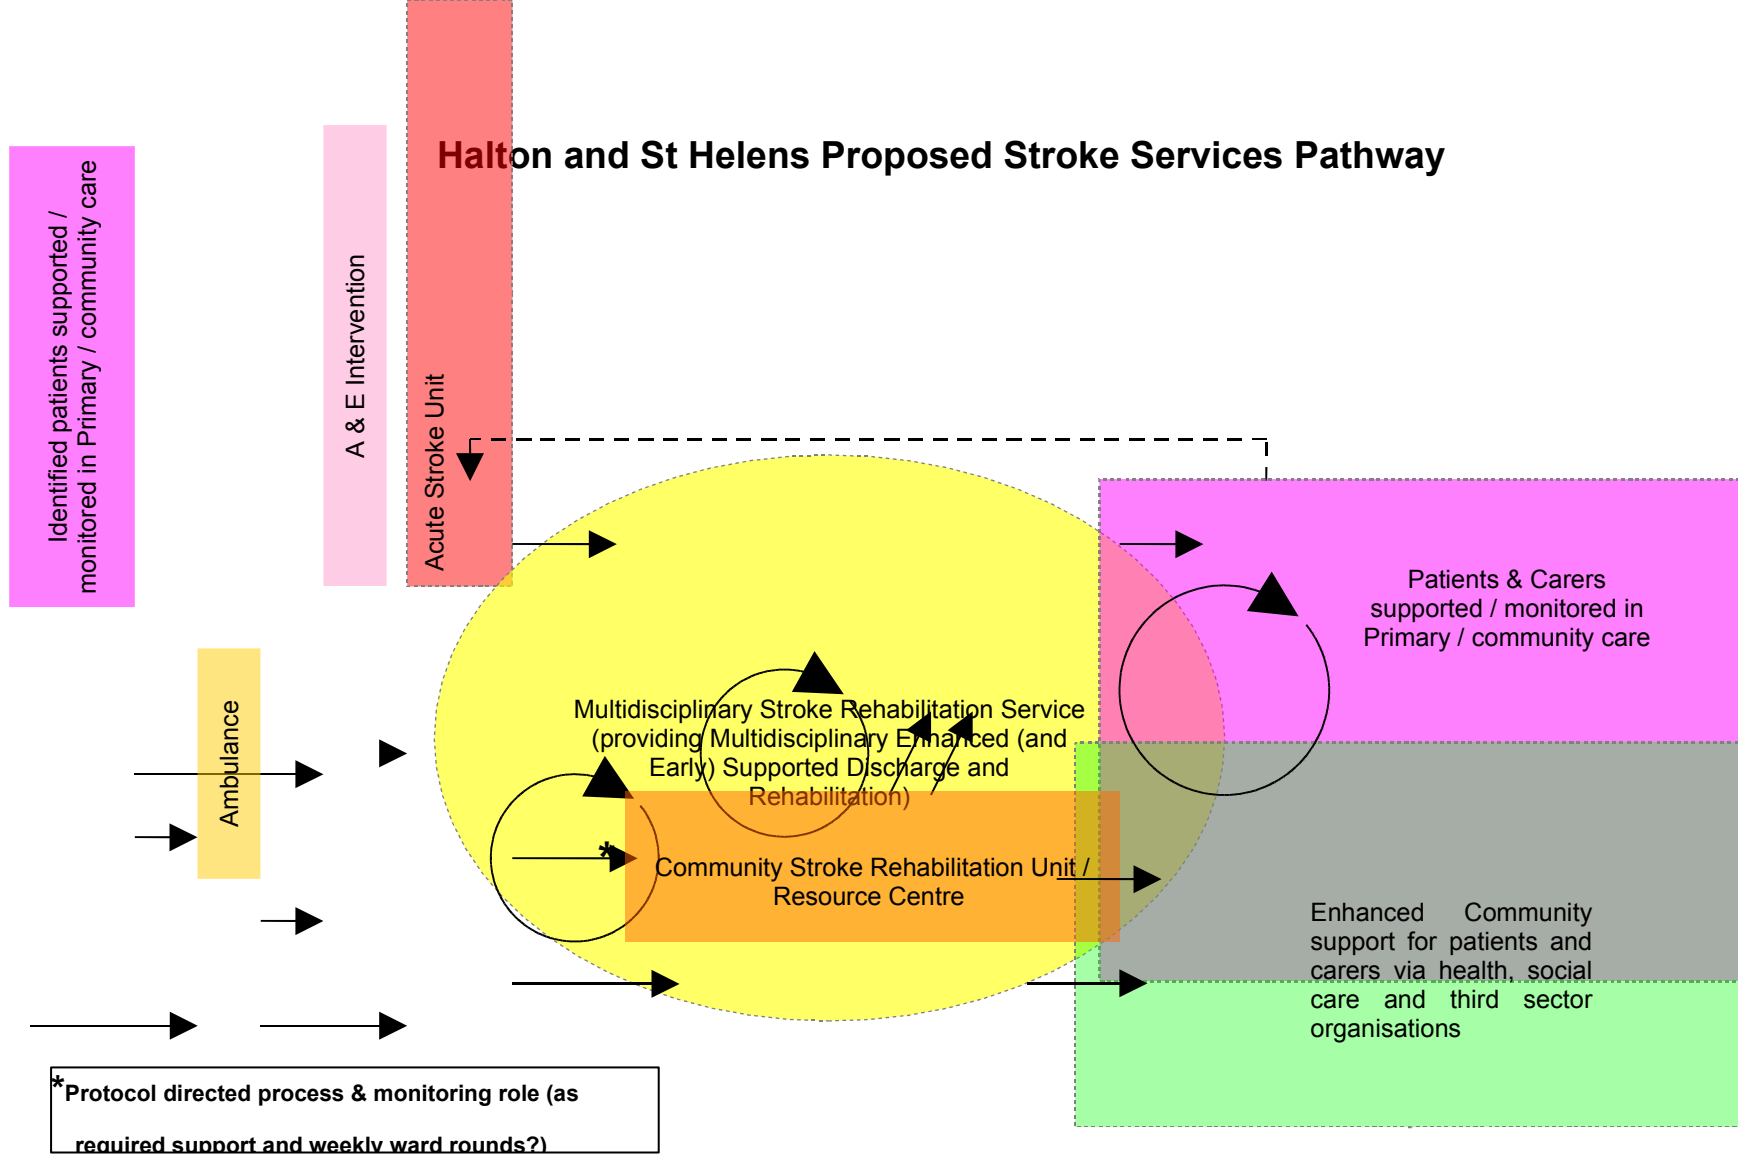 Halton and St Helens Proposed Stroke Services Pathway
Identified patients supported /
monitored in Primary / community care
A & E Intervention
Acute Stroke Unit
Ambulance
Patients & Carers
supported / monitored in
Primary / community care
Multidisciplinary Stroke Rehabilitation Service
(providing Multidisciplinary Enhanced (and
Early) Supported Discharge and
Rehabilitation)
*
Community Stroke Rehabilitation Unit /
Resource Centre
Enhanced Community
support for patients and
carers via health, social
care and third sector
organisations
*Protocol directed process & monitoring role (as
required support and weekly ward rounds?)